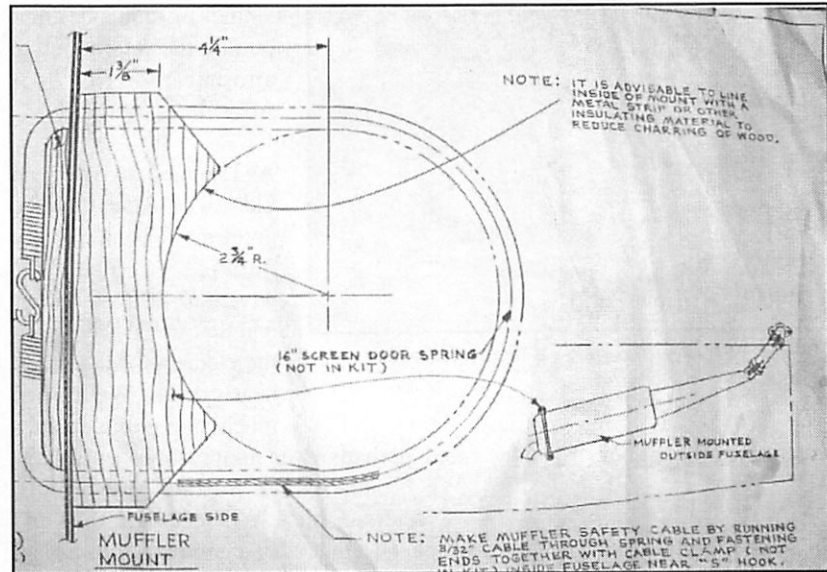 4 1/4"
1 3/8"
NOTE: IT IS ADVISABLE TO LINE
INSIDE OF MOUNT WITH A
METAL STRIP OR OTHER
INSULATING MATERIAL TO
REDUCE CHARRING OF WOOD.
2 3/4" R.
16" SCREEN DOOR SPRING
(NOT IN KIT)
MUFFLER MOUNTED
OUTSIDE FUSELAGE
FUSELAGE SIDE
MUFFLER
MOUNT
NOTE: MAKE MUFFLER SAFETY CABLE BY RUNNING
3/32" CABLE THROUGH SPRING AND FASTENING
ENDS TOGETHER WITH CABLE CLAMP (NOT
IN KIT) INSIDE FUSELAGE NEAR "S" HOOK.